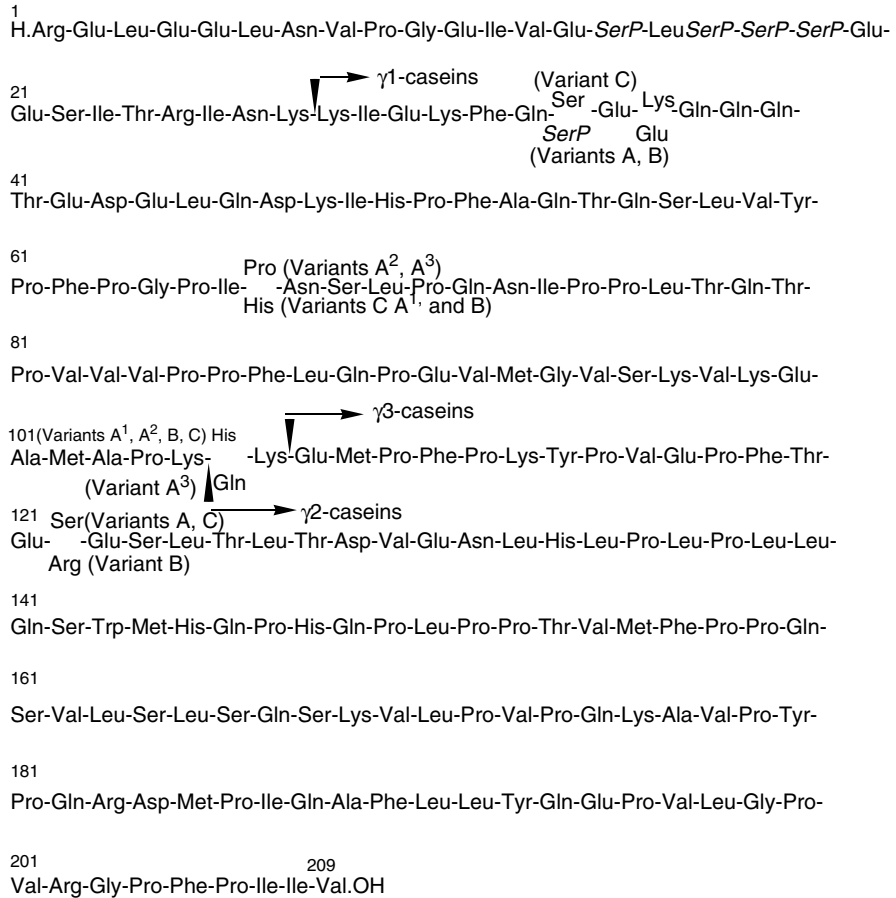 1
H.Arg-Glu-Leu-Glu-Glu-Leu-Asn-Val-Pro-Gly-Glu-Ile-Val-Glu-SerP-LeuSerP-SerP-SerP-Glu-
γ1-caseins
(Variant C)
21
Glu-Ser-Ile-Thr-Arg-Ile-Asn-Lys-Lys-Ile-Glu-Lys-Phe-Gln- Ser -Glu- Lys -Gln-Gln-Gln-
SerP Glu
(Variants A, B)
41
Thr-Glu-Asp-Glu-Leu-Gln-Asp-Lys-Ile-His-Pro-Phe-Ala-Gln-Thr-Gln-Ser-Leu-Val-Tyr-
61
Pro (Variants A², A³)
Pro-Phe-Pro-Gly-Pro-Ile- -Asn-Ser-Leu-Pro-Gln-Asn-Ile-Pro-Pro-Leu-Thr-Gln-Thr-
His (Variants C A¹, and B)
81
Pro-Val-Val-Val-Pro-Pro-Phe-Leu-Gln-Pro-Glu-Val-Met-Gly-Val-Ser-Lys-Val-Lys-Glu-
γ3-caseins
101(Variants A¹, A², B, C) His
Ala-Met-Ala-Pro-Lys- -Lys-Glu-Met-Pro-Phe-Pro-Lys-Tyr-Pro-Val-Glu-Pro-Phe-Thr-
(Variant A³) Gln
121 Ser(Variants A, C) γ2-caseins
Glu- -Glu-Ser-Leu-Thr-Leu-Thr-Asp-Val-Glu-Asn-Leu-His-Leu-Pro-Leu-Pro-Leu-Leu-
Arg (Variant B)
141
Gln-Ser-Trp-Met-His-Gln-Pro-His-Gln-Pro-Leu-Pro-Pro-Thr-Val-Met-Phe-Pro-Pro-Gln-
161
Ser-Val-Leu-Ser-Leu-Ser-Gln-Ser-Lys-Val-Leu-Pro-Val-Pro-Gln-Lys-Ala-Val-Pro-Tyr-
181
Pro-Gln-Arg-Asp-Met-Pro-Ile-Gln-Ala-Phe-Leu-Leu-Tyr-Gln-Glu-Pro-Val-Leu-Gly-Pro-
201 209
Val-Arg-Gly-Pro-Phe-Pro-Ile-Ile-Val.OH